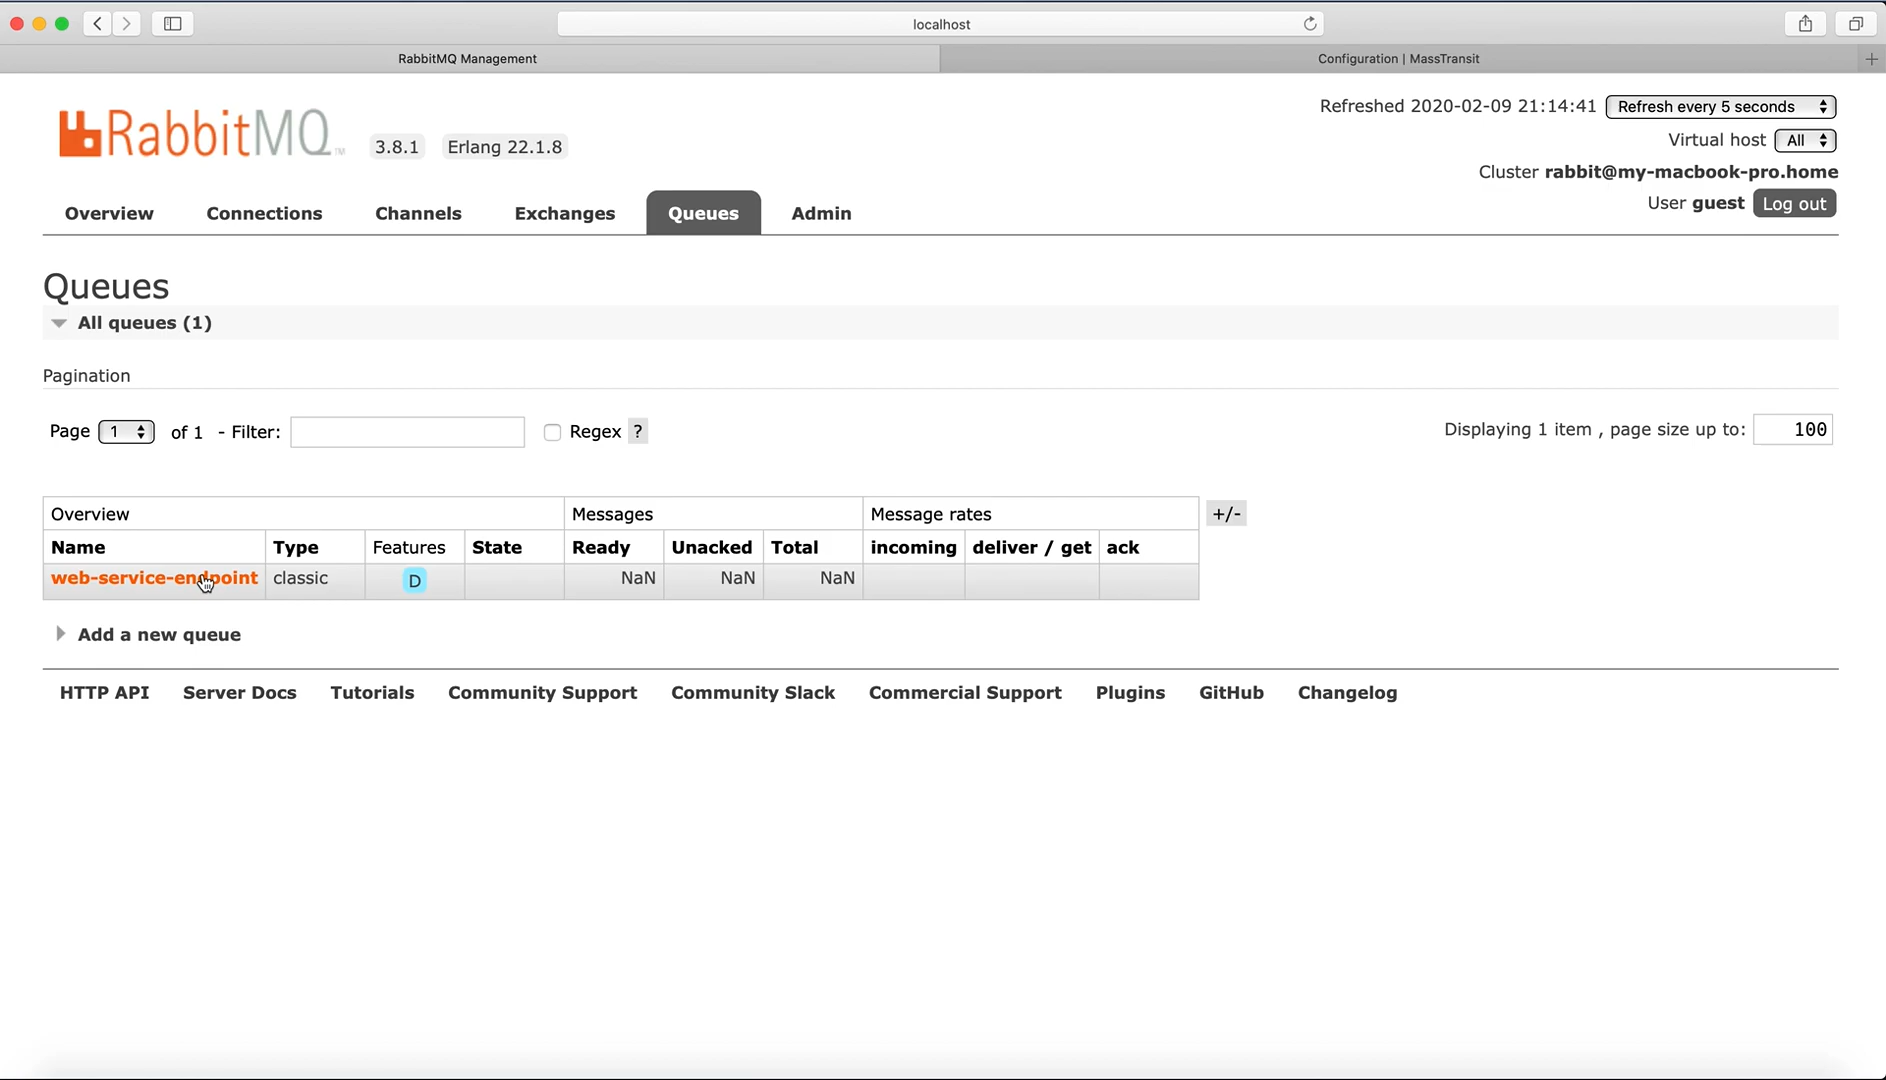 localhost
RabbitMQ Management
Configuration | MassTransit
RabbitMQ TM 3.8.1 Erlang 22.1.8
Refreshed 2020-02-09 21:14:41 Refresh every 5 seconds
Virtual host All
Cluster rabbit@my-macbook-pro.home
User guest Log out
Overview Connections Channels Exchanges Queues Admin
Queues
All queues (1)
Pagination
Page 1 of 1 - Filter: Regex ? Displaying 1 item , page size up to: 100
Overview Messages Message rates +/-
Name Type Features State Ready Unacked Total incoming deliver / get ack
web-service-endpoint classic D NaN NaN NaN
Add a new queue
HTTP API Server Docs Tutorials Community Support Community Slack Commercial Support Plugins GitHub Changelog